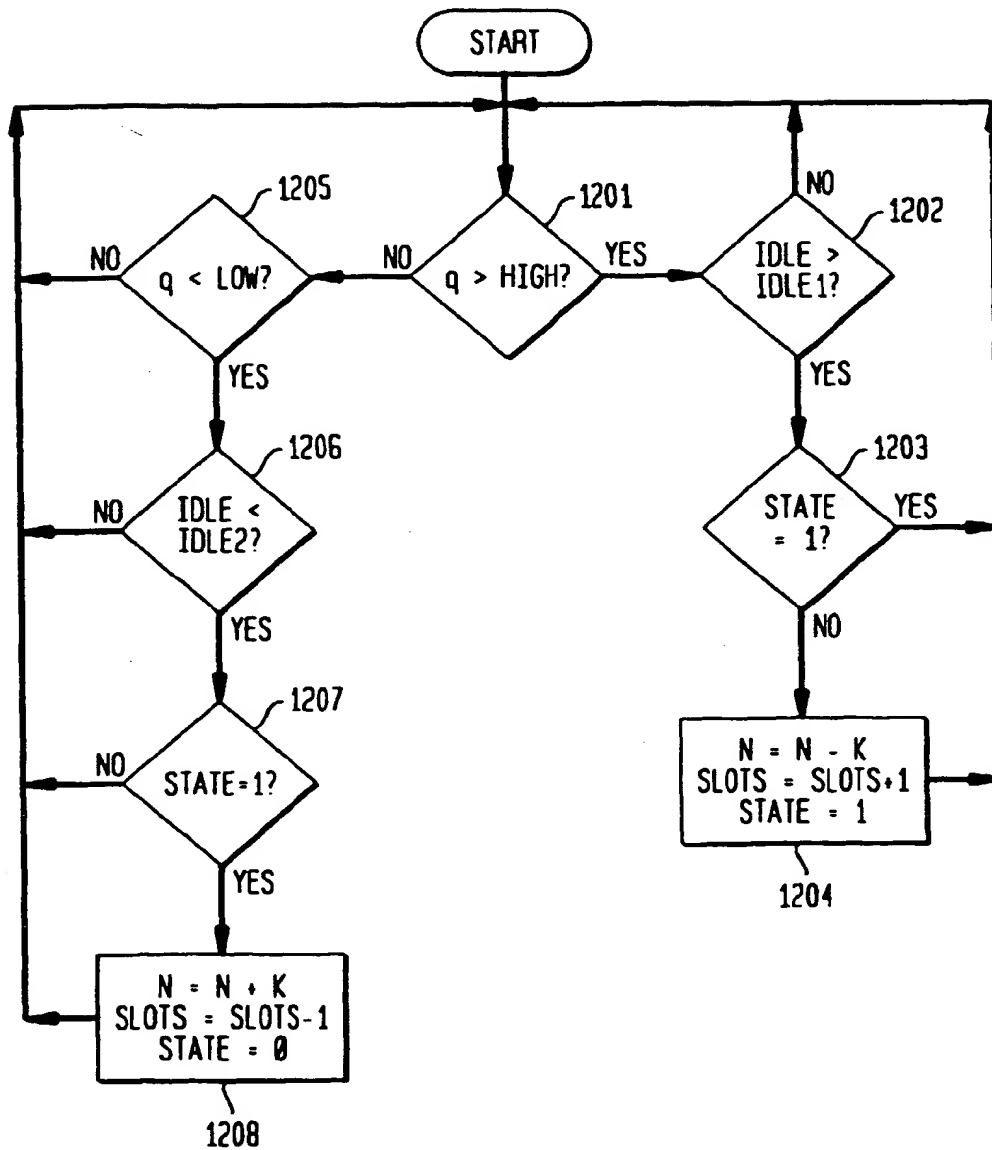 START
1205
1201
1202
NO
q < LOW?
NO
q > HIGH?
YES
NO
IDLE >
IDLE1?
YES
YES
1206
1203
NO
IDLE <
IDLE2?
STATE
= 1?
YES
YES
NO
1207
NO
STATE=1?
N = N - K
SLOTS = SLOTS+1
STATE = 1
YES
1204
N = N + K
SLOTS = SLOTS-1
STATE = 0
1208